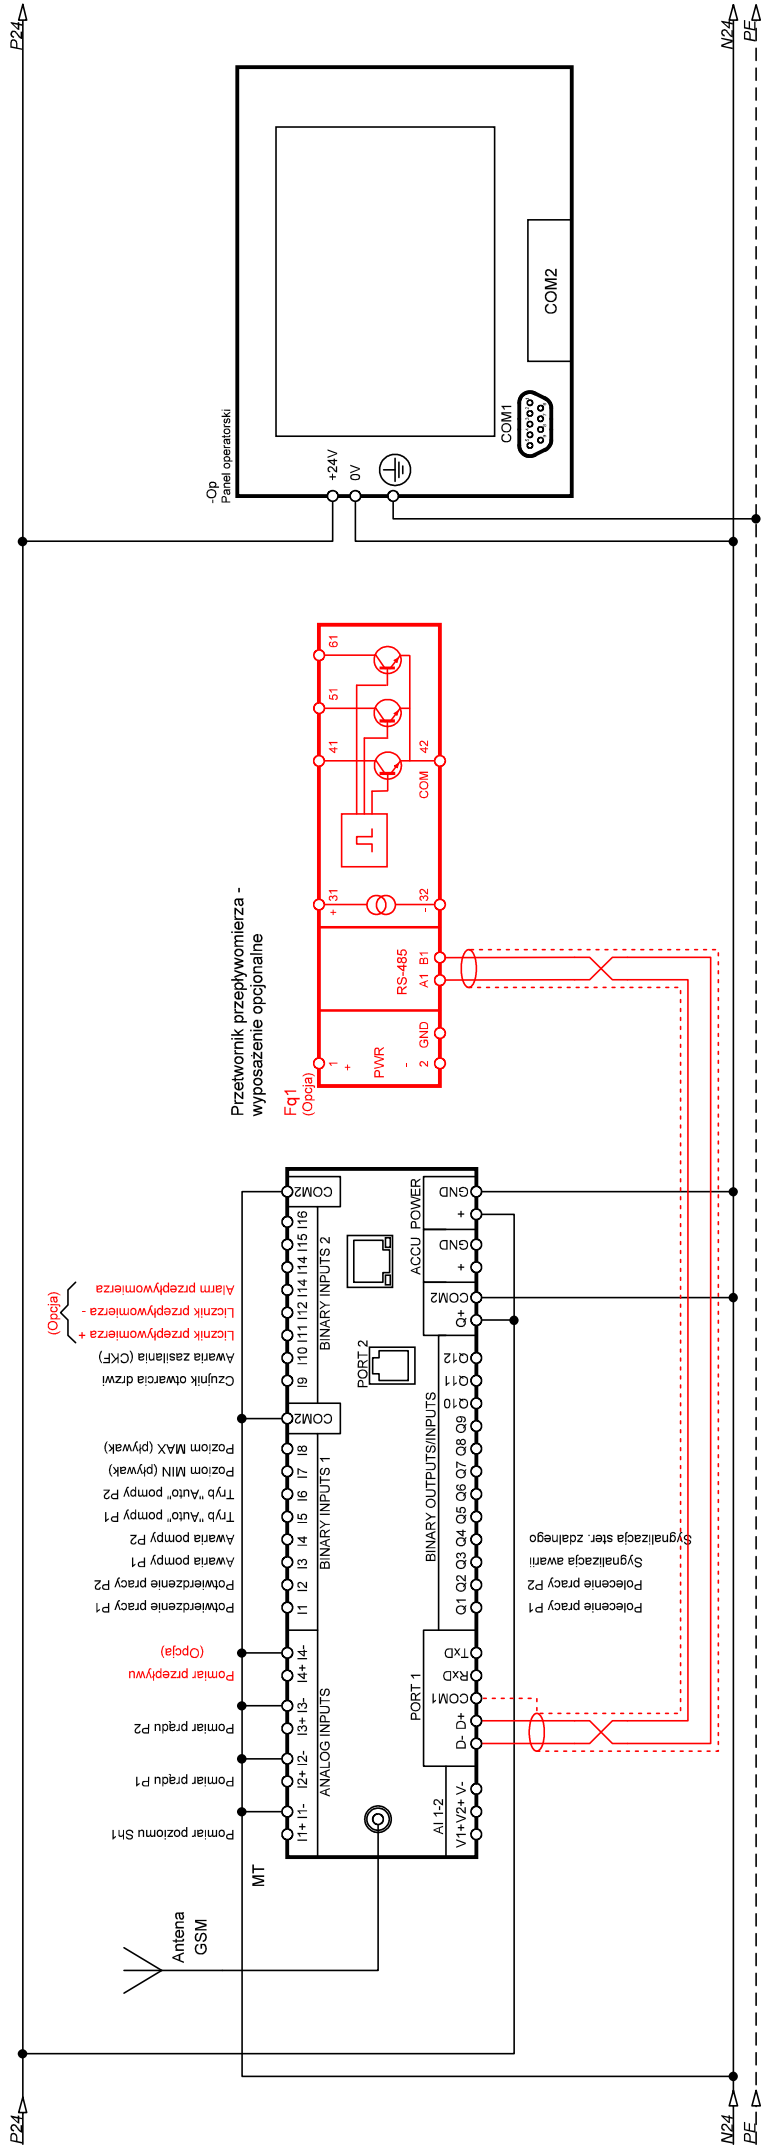 P24
N24
PE
-Op
Panel operatorski
+24V
0V
COM1
COM2
Przetwornik przepływomierza -
wyposażenie opcjonalne
Fq1
(Opcja)
1
+
PWR
-
2
GND
RS-485
A1
B1
+
31
-
32
41
51
61
COM
42
MT
Antena
GSM
Pomiar poziomu Sh1
Pomiar prądu P1
Pomiar prądu P2
Pomiar przepływu
(Opcja)
Potwierdzenie pracy P1
Potwierdzenie pracy P2
Awaria pompy P1
Awaria pompy P2
Tryb "Auto" pompy P1
Tryb "Auto" pompy P2
Poziom MIN (pływak)
Poziom MAX (pływak)
Czujnik otwarcia drzwi
Awaria zasilania (CKF)
Licznik przepływomierza +
Licznik przepływomierza -
Alarm przepływomierza
(Opcja)
I1+ I1- I2+ I2- I3+ I3- I4+ I4-
ANALOG INPUTS
I1 I2 I3 I4 I5 I6 I7 I8
COM2
BINARY INPUTS 1
I9 I10 I11 I12 I14 I14 I15 I16
COM2
BINARY INPUTS 2
PORT 2
AI 1-2
V1+ V2+ V-
PORT 1
D- D+ COM1 RxD TxD
BINARY OUTPUTS/INPUTS
Q1 Q2 Q3 Q4 Q5 Q6 Q7 Q8 Q9 Q10 Q11 Q12
Q+ COM2
ACCU
+ GND
POWER
+ GND
Polecenie pracy P1
Polecenie pracy P2
Sygnalizacja awarii
Sygnalizacja ster. zdalnego
P24
N24
PE